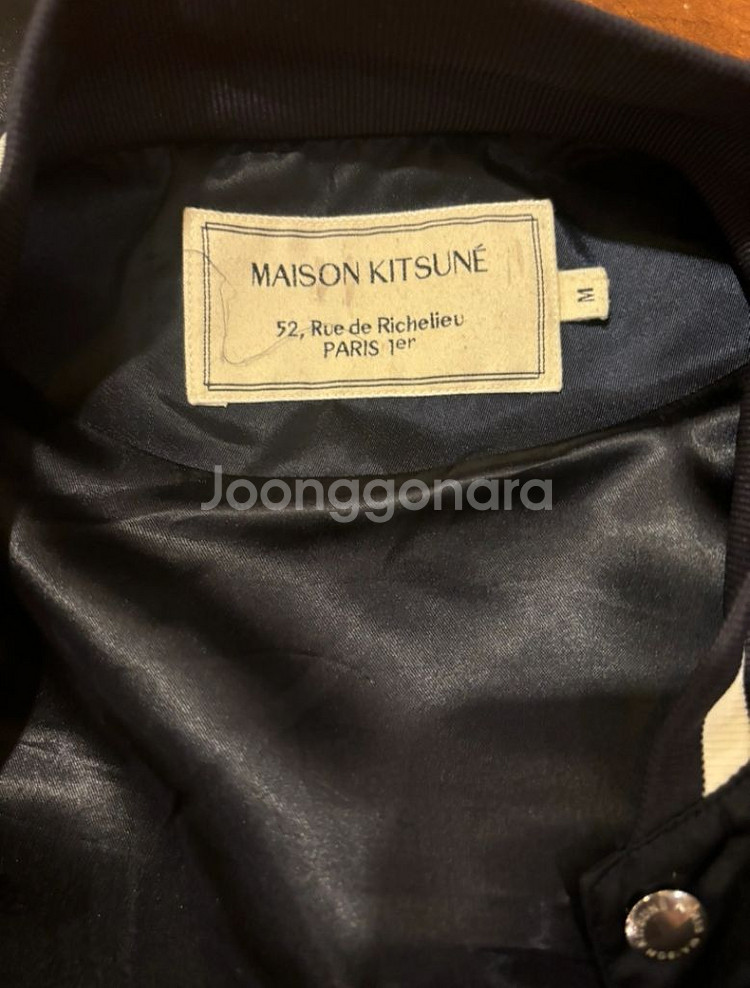 MAISON KITSUNÉ
52, Rue de Richelieu
PARIS 1er
M
Joonggonara